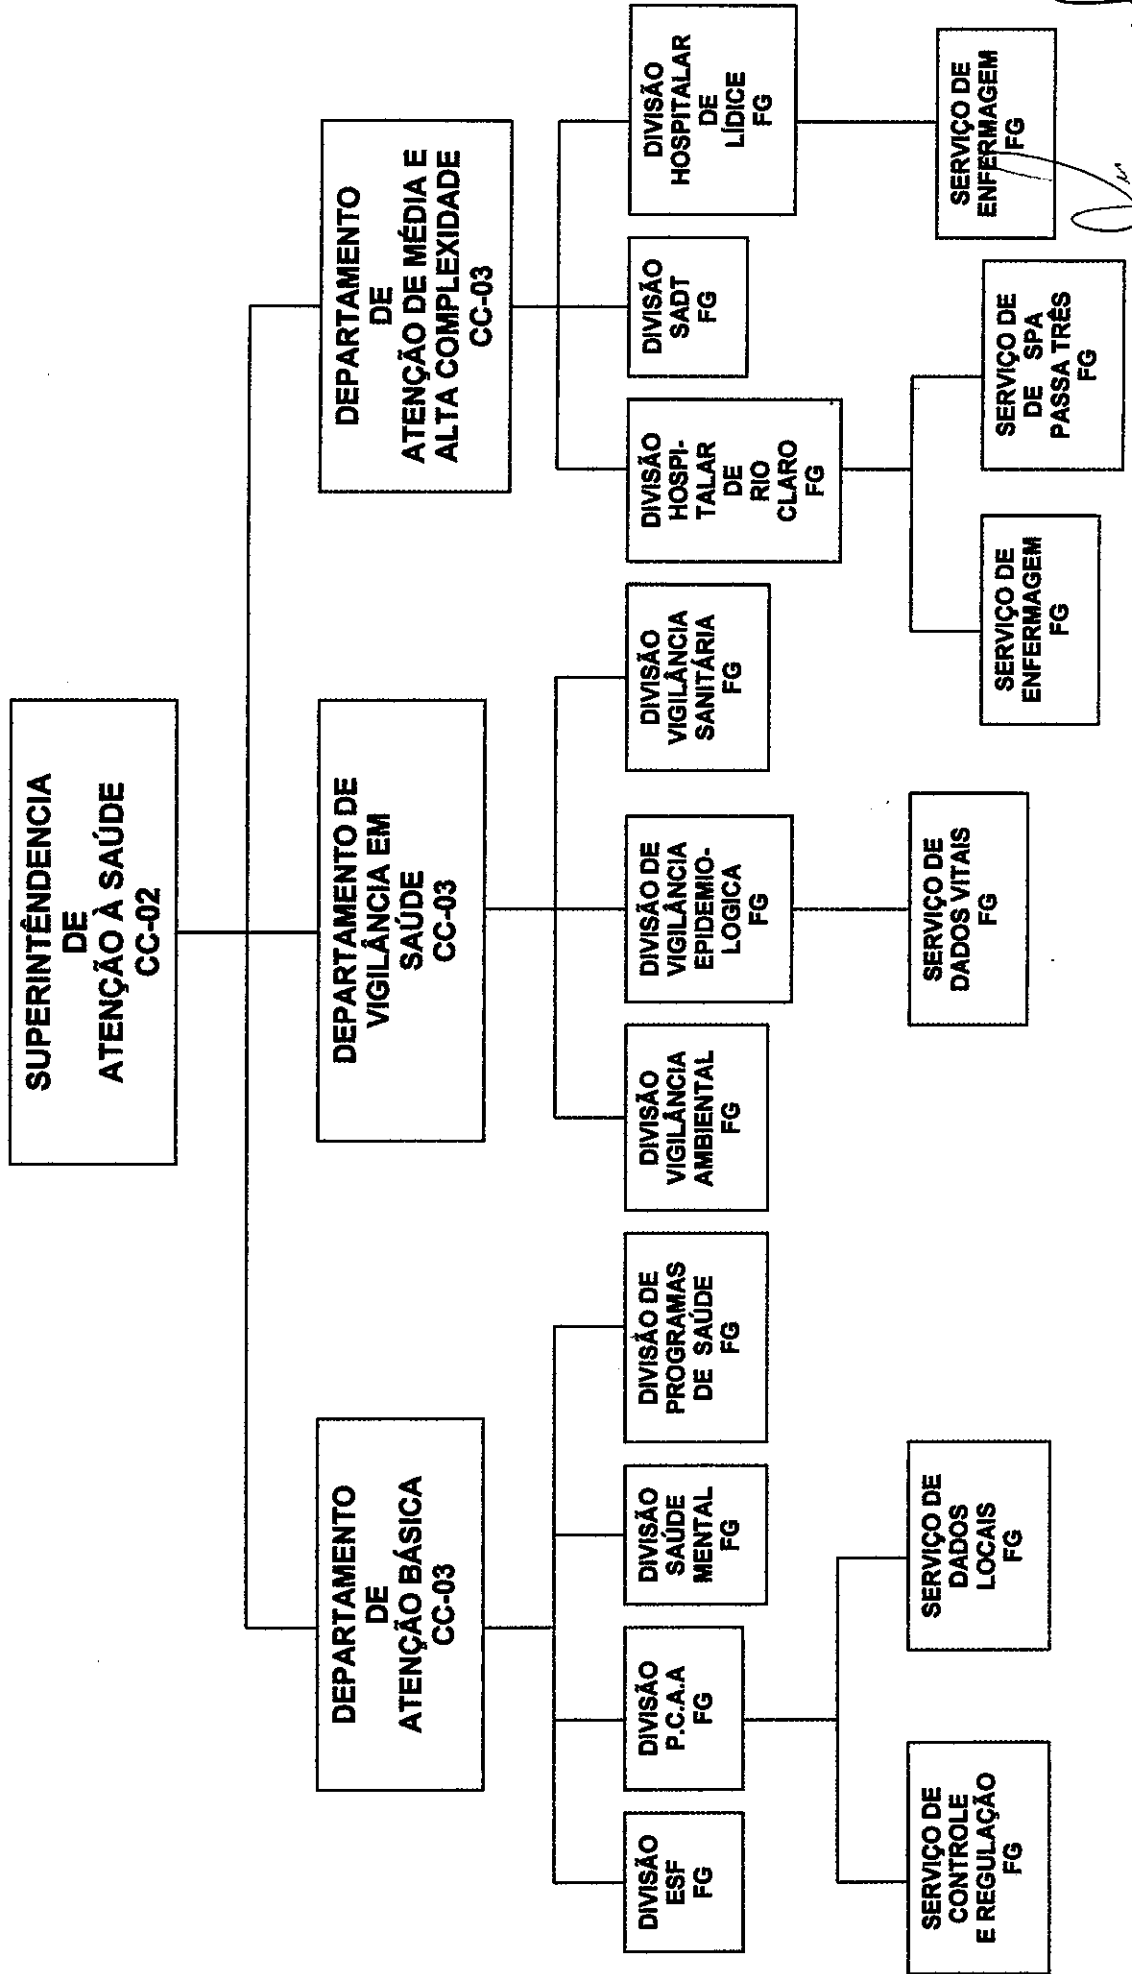 SUPERINTÊNDENCIA
DE
ATENÇÃO À SAÚDE
CC-02
DEPARTAMENTO
DE
ATENÇÃO BÁSICA
CC-03
DEPARTAMENTO DE
VIGILÂNCIA EM
SAÚDE
CC-03
DEPARTAMENTO
DE
ATENÇÃO DE MÉDIA E
ALTA COMPLEXIDADE
CC-03
DIVISÃO
ESF
FG
DIVISÃO
P.C.A.A
FG
DIVISÃO
SAÚDE
MENTAL
FG
DIVISÃO DE
PROGRAMAS
DE SAÚDE
FG
DIVISÃO
VIGILÂNCIA
AMBIENTAL
FG
DIVISÃO DE
VIGILÂNCIA
EPIDEMIO-
LOGICA
FG
DIVISÃO
VIGILÂNCIA
SANITÁRIA
FG
DIVISÃO
HOSPI-
TALAR
DE
RIO
CLARO
FG
DIVISÃO
SADT
FG
DIVISÃO
HOSPITALAR
DE
LÍDICE
FG
SERVIÇO DE
CONTROLE
E REGULAÇÃO
FG
SERVIÇO DE
DADOS
LOCAIS
FG
SERVIÇO DE
DADOS VITAIS
FG
SERVIÇO DE
ENFERMAGEM
FG
SERVIÇO DE
DE SPA
PASSA TRÊS
FG
SERVIÇO DE
ENFERMAGEM
FG